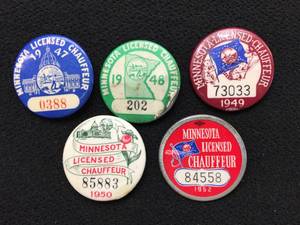 MINNESOTA LICENSED CHAUFFEUR
1947
0388
MINNESOTA LICENSED CHAUFFEUR
1948
202
MINNESOTA-LICENSED-CHAUFFEUR
73033
1949
MINNESOTA
LICENSED
CHAUFFEUR
85883
1950
MINNESOTA
LICENSED
CHAUFFEUR
84558
1952